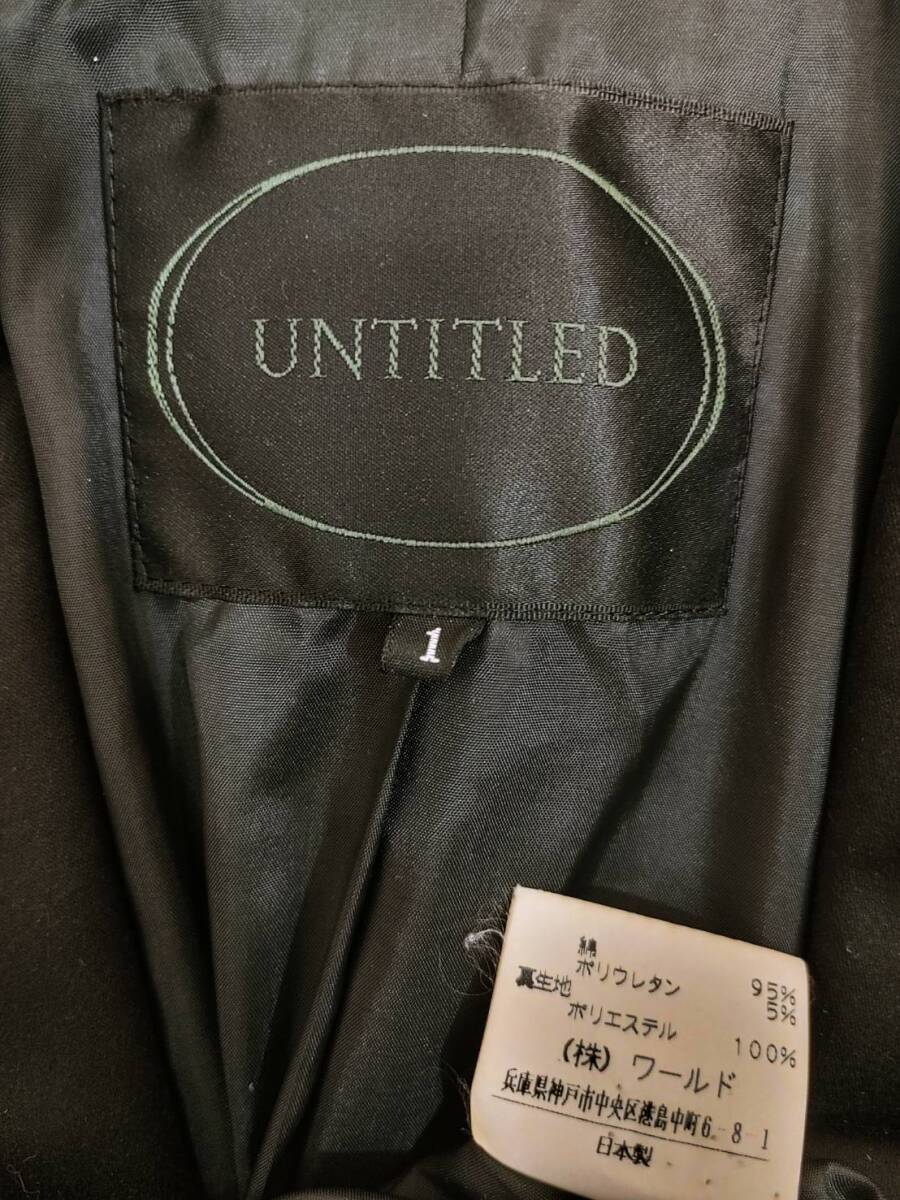 UNTITLED
1
綿 95%
ポリウレタン 5%
裏生地
ポリエステル 100%
(株) ワールド
兵庫県神戸市中央区港島中町6-8-1
日本製